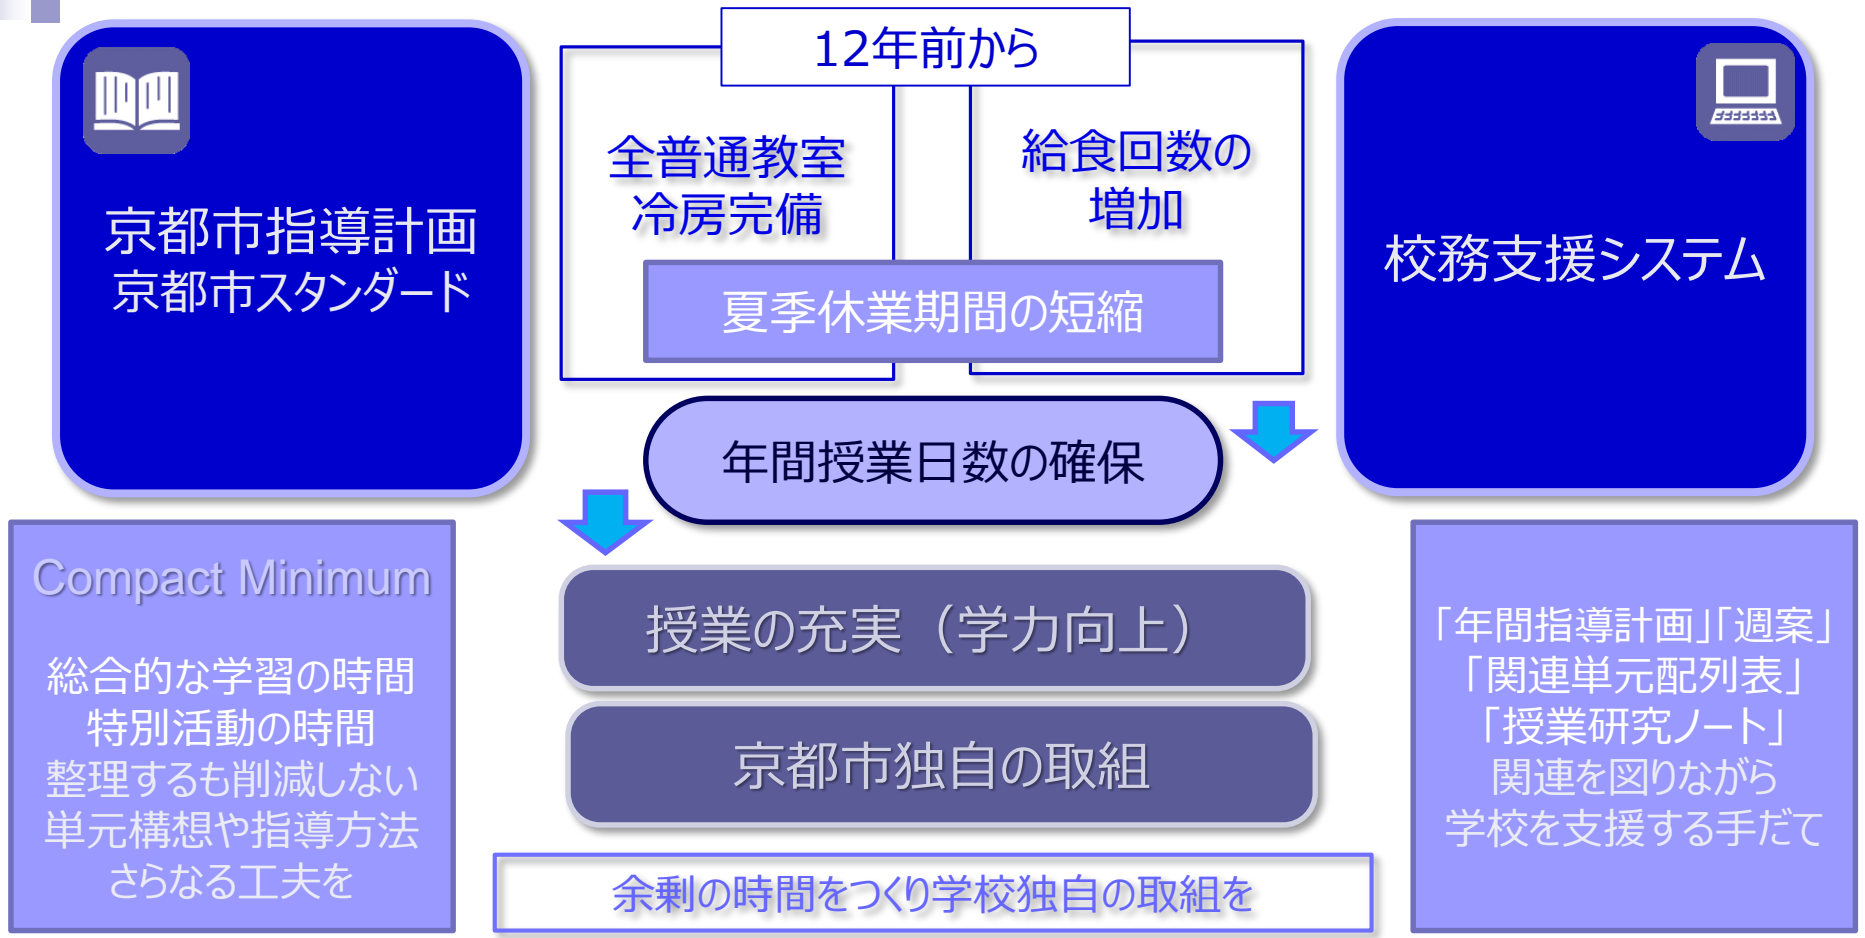 京都市指導計画
京都市スタンダード
Compact Minimum
総合的な学習の時間
特別活動の時間
整理するも削減しない
単元構想や指導方法
さらなる工夫を
12年前から
全普通教室
冷房完備
給食回数の
増加
夏季休業期間の短縮
年間授業日数の確保
授業の充実（学力向上）
京都市独自の取組
余剰の時間をつくり学校独自の取組を
校務支援システム
「年間指導計画」「週案」
「関連単元配列表」
「授業研究ノート」
関連を図りながら
学校を支援する手だて